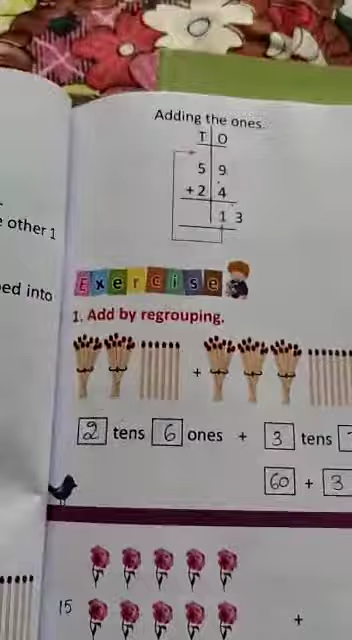 Adding the ones.
T O
5 9
+ 2 4
1 3
e other 1
ed into
Exercise
1. Add by regrouping.
+
2 tens 6 ones + 3 tens
60 + 3
15
+